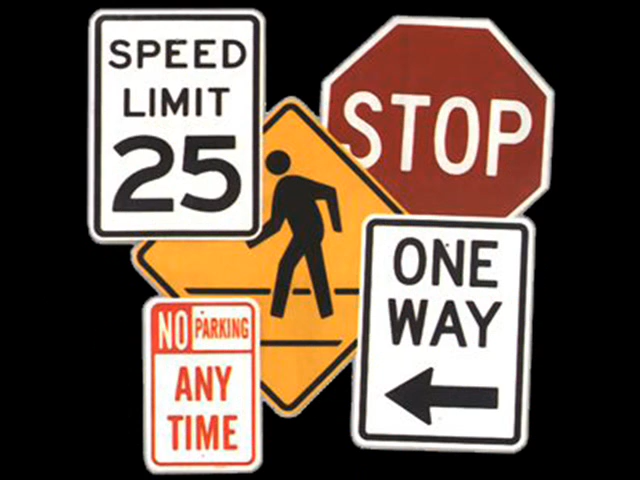 SPEED
LIMIT
25
STOP
ONE
WAY
NO PARKING
ANY
TIME